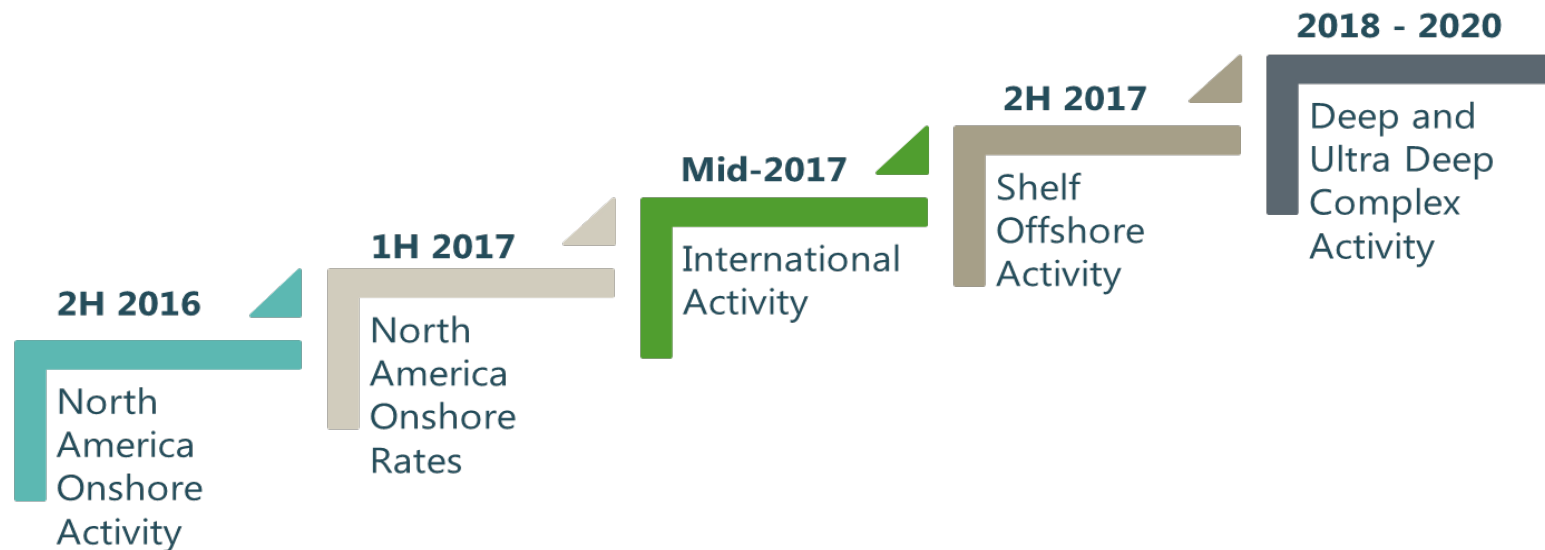 2H 2016
North
America
Onshore
Activity
1H 2017
North
America
Onshore
Rates
Mid-2017
International
Activity
2H 2017
Shelf
Offshore
Activity
2018 - 2020
Deep and
Ultra Deep
Complex
Activity